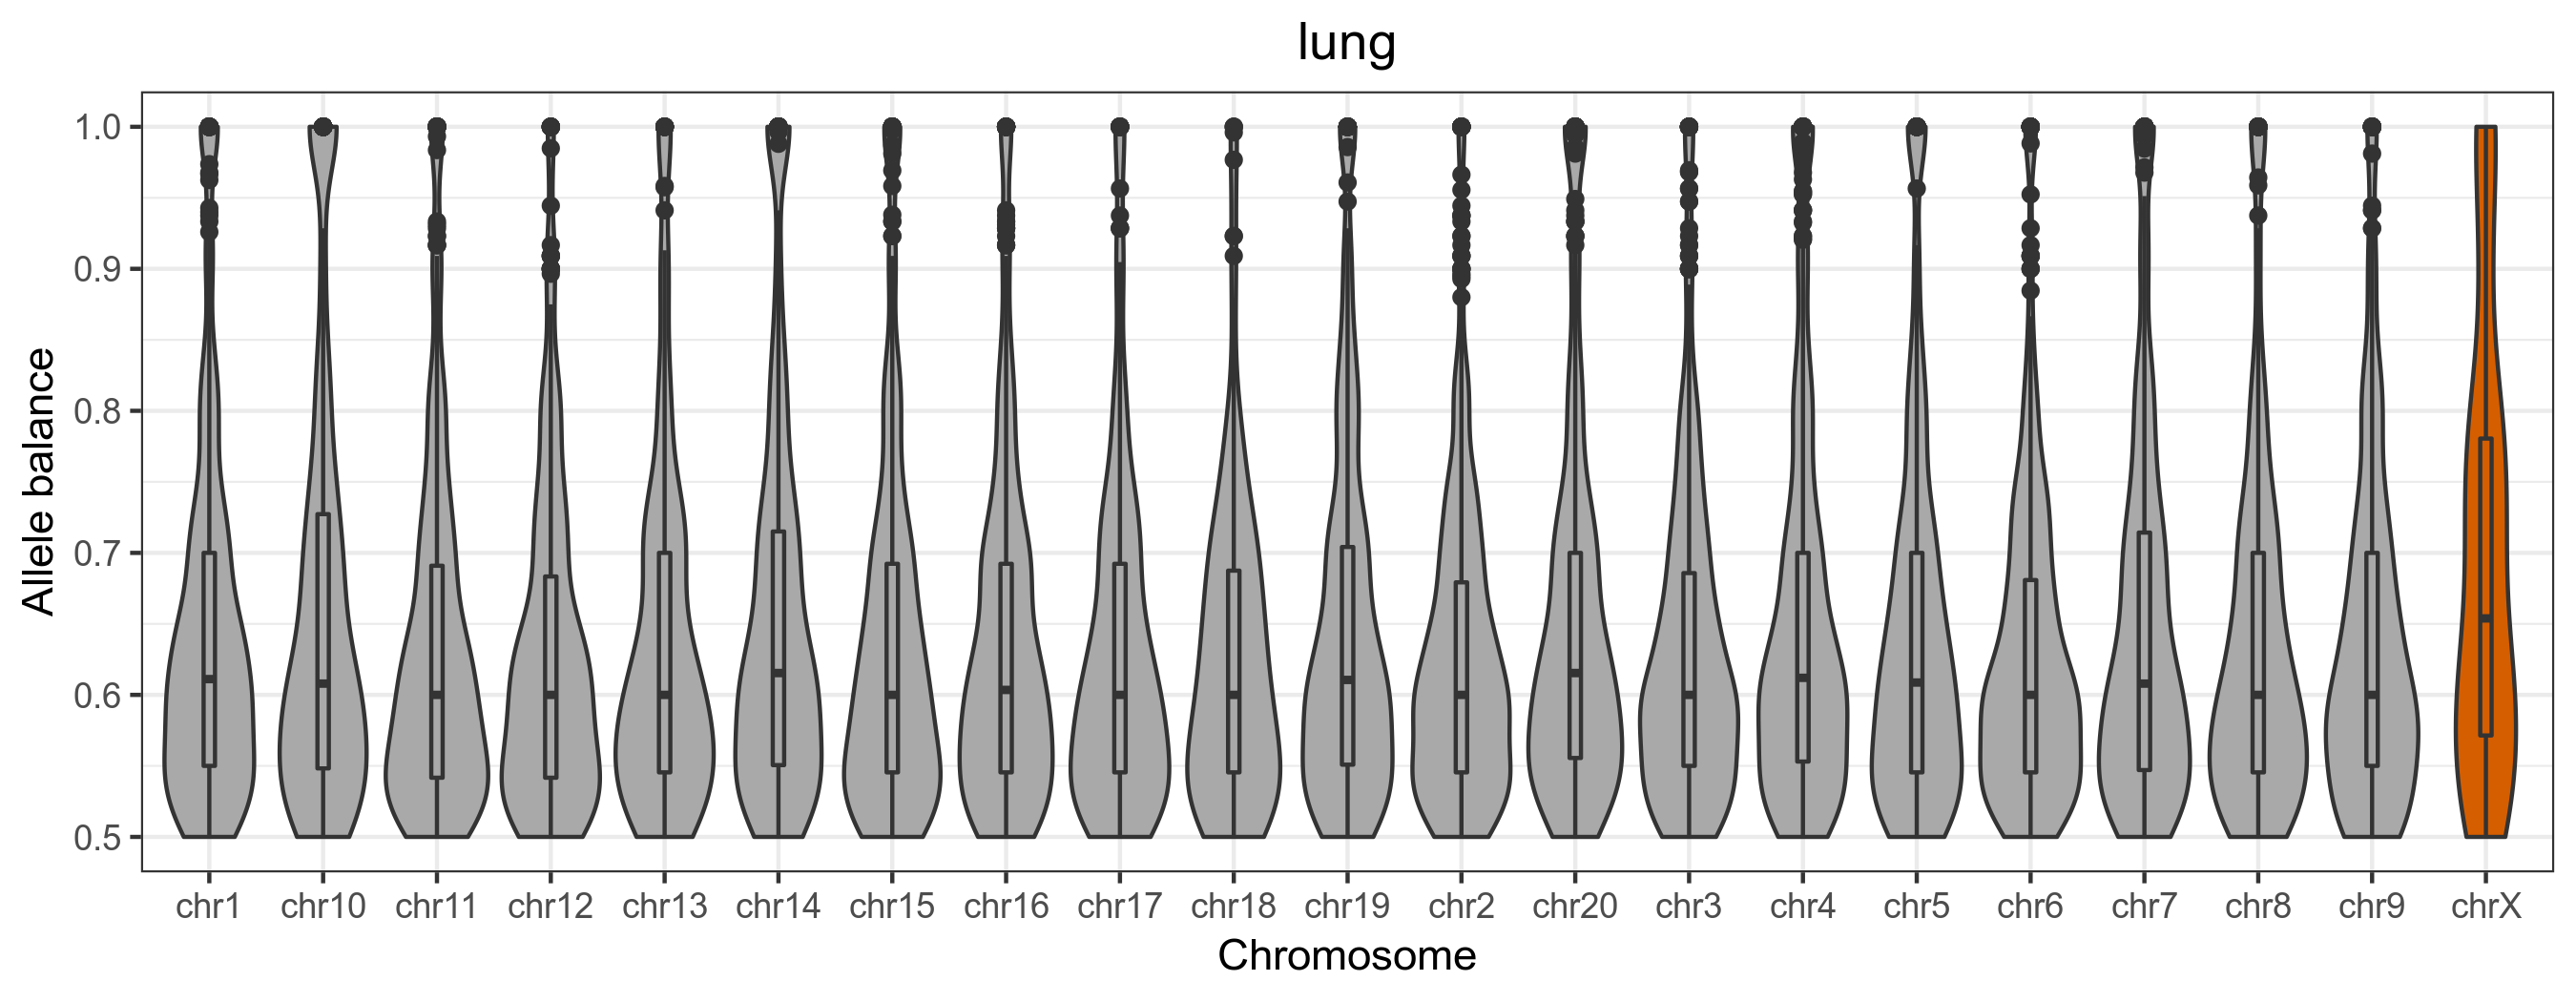 lung
Allele balance
1.0
0.9
0.8
0.7
0.6
0.5
chr1 chr10 chr11 chr12 chr13 chr14 chr15 chr16 chr17 chr18 chr19 chr2 chr20 chr3 chr4 chr5 chr6 chr7 chr8 chr9 chrX
Chromosome